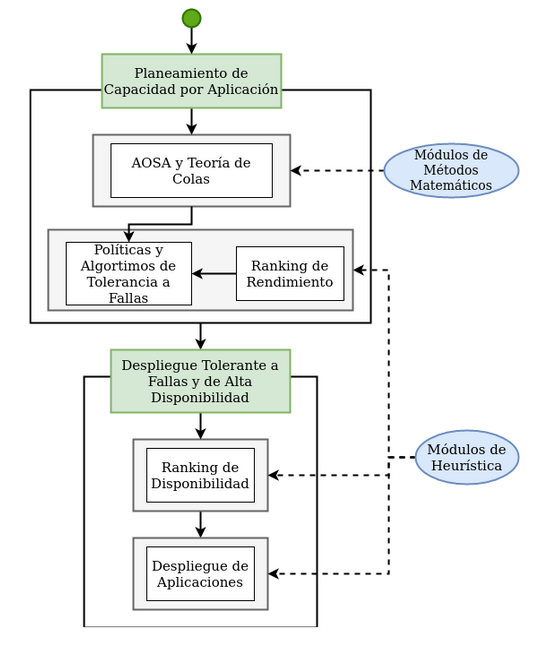 Planeamiento de
Capacidad por Aplicación
AOSA y Teoría de
Colas
Módulos de
Métodos
Matemáticos
Políticas y
Algortimos de
Tolerancia a
Fallas
Ranking de
Rendimiento
Despliegue Tolerante a
Fallas y de Alta
Disponibilidad
Ranking de
Disponibilidad
Módulos de
Heurística
Despliegue de
Aplicaciones